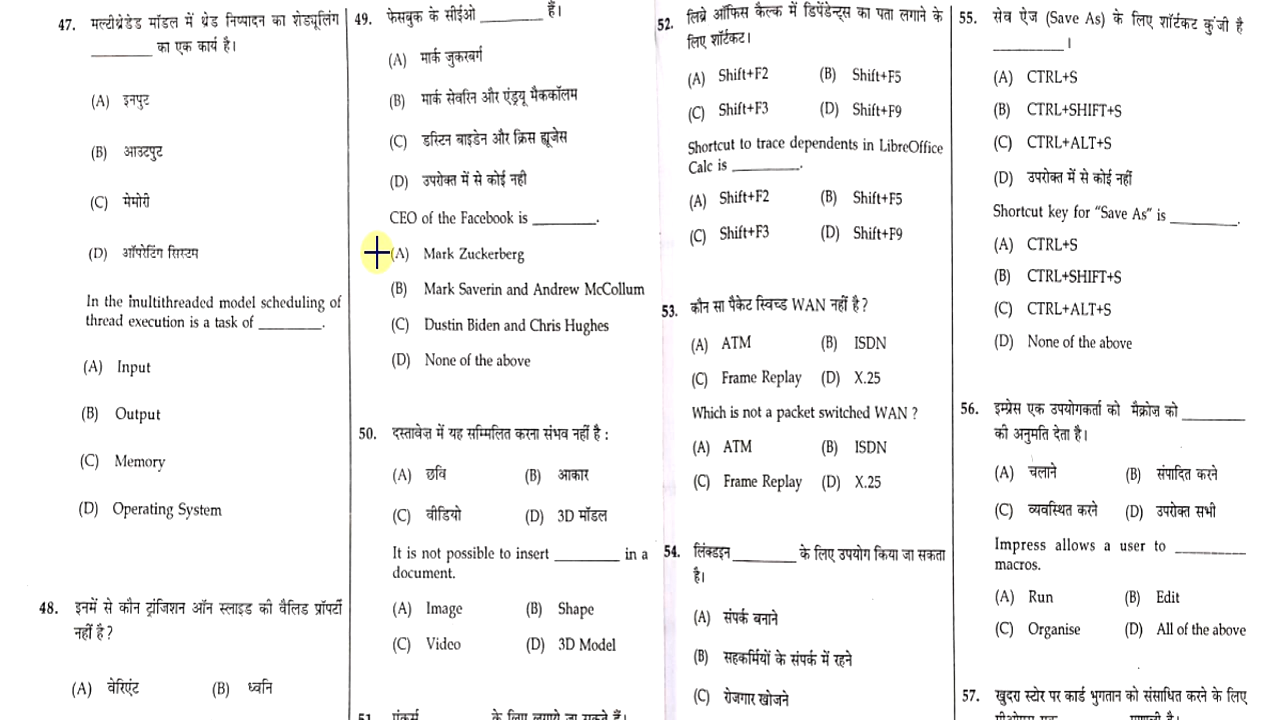 47. मल्टीथ्रेडेड मॉडल में थ्रेड निष्पादन का शेड्यूलिंग
________ का एक कार्य है।
(A) इनपुट
(B) आउटपुट
(C) मेमोरी
(D) ऑपरेटिंग सिस्टम
In the multithreaded model scheduling of
thread execution is a task of ________.
(A) Input
(B) Output
(C) Memory
(D) Operating System
48. इनमें से कौन ट्रांजिशन ऑन स्लाइड की वैलिड प्रॉपर्टी
नहीं है?
(A) वेरिएंट (B) ध्वनि
49. फेसबुक के सीईओ ________ हैं।
(A) मार्क जुकरबर्ग
(B) मार्क सेवरिन और एंड्रयू मैककॉलम
(C) डस्टिन बाइडेन और क्रिस ह्यूजेस
(D) उपरोक्त में से कोई नही
CEO of the Facebook is ________.
(A) Mark Zuckerberg
(B) Mark Saverin and Andrew McCollum
(C) Dustin Biden and Chris Hughes
(D) None of the above
50. दस्तावेज में यह सम्मिलित करना संभव नहीं है :
(A) छवि (B) आकार
(C) वीडियो (D) 3D मॉडल
It is not possible to insert ________ in a
document.
(A) Image (B) Shape
(C) Video (D) 3D Model
51. ________ के लिए लगाये जा सकते हैं।
52. लिब्रे ऑफिस कैल्क में डिपेंडेन्ट्स का पता लगाने के
लिए शॉर्टकट।
(A) Shift+F2 (B) Shift+F5
(C) Shift+F3 (D) Shift+F9
Shortcut to trace dependents in LibreOffice
Calc is ________.
(A) Shift+F2 (B) Shift+F5
(C) Shift+F3 (D) Shift+F9
53. कौन सा पैकेट स्विच्ड WAN नहीं है?
(A) ATM (B) ISDN
(C) Frame Replay (D) X.25
Which is not a packet switched WAN ?
(A) ATM (B) ISDN
(C) Frame Replay (D) X.25
54. लिंक्डइन ________ के लिए उपयोग किया जा सकता
है।
(A) संपर्क बनाने
(B) सहकर्मियों के संपर्क में रहने
(C) रोजगार खोजने
55. सेव ऐज (Save As) के लिए शॉर्टकट कुंजी है
________ ।
(A) CTRL+S
(B) CTRL+SHIFT+S
(C) CTRL+ALT+S
(D) उपरोक्त में से कोई नहीं
Shortcut key for "Save As" is ________.
(A) CTRL+S
(B) CTRL+SHIFT+S
(C) CTRL+ALT+S
(D) None of the above
56. इम्प्रेस एक उपयोगकर्ता को मैक्रोज़ को ________
की अनुमति देता है।
(A) चलाने (B) संपादित करने
(C) व्यवस्थित करने (D) उपरोक्त सभी
Impress allows a user to ________
macros.
(A) Run (B) Edit
(C) Organise (D) All of the above
57. खुदरा स्टोर पर कार्ड भुगतान को संसाधित करने के लिए